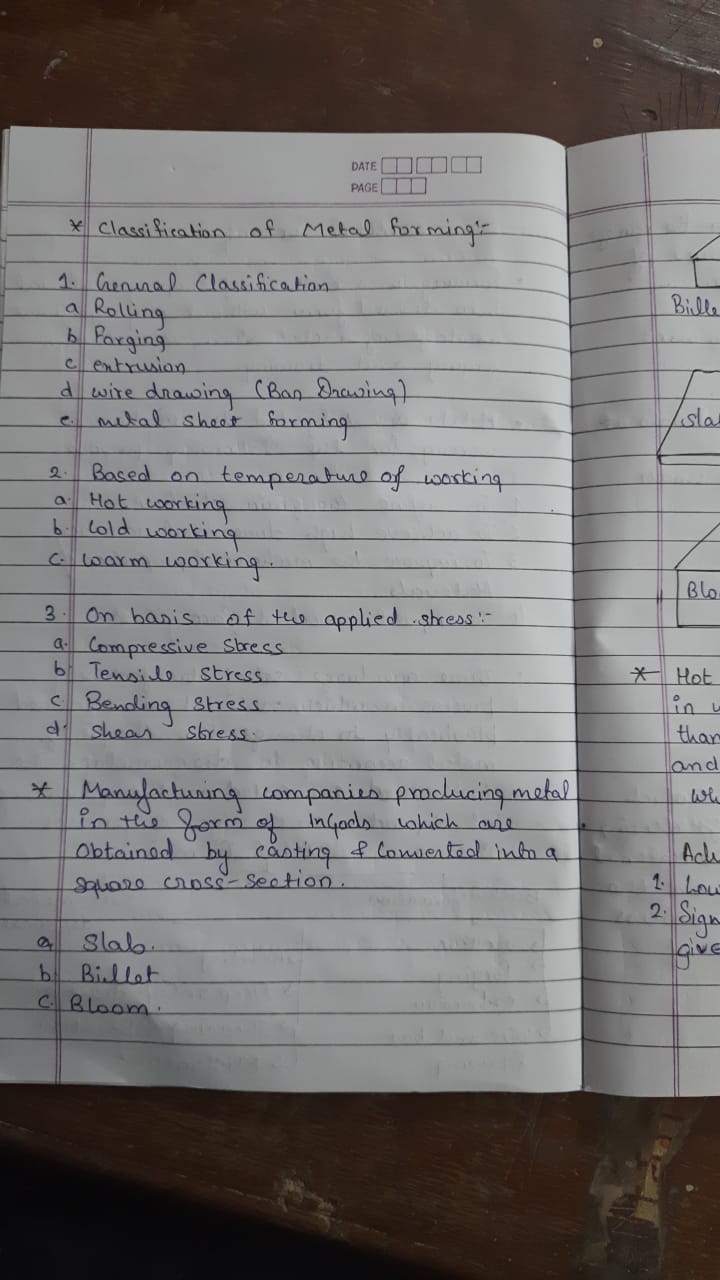 DATE
PAGE
* Classification of Metal forming:-
1. General Classification
a Rolling
b Forging
c extrusion
d wire drawing (Bar Drawing)
e. metal sheet forming
2. Based on temperature of working
a. Hot working
b. Cold working
c. warm working.
3. On basis of the applied stress:-
a. Compressive Stress
b Tensile stress
c Bending stress
d. shear stress.
* Manufacturing companies producing metal
in the form of InGods which are
obtained by casting & Converted into a
square cross-section.
a Slab.
b Billet
c. Bloom.
Bille
sla
Blo
* Hot
in
than
and
Adv
1. Low
2. Sign
give